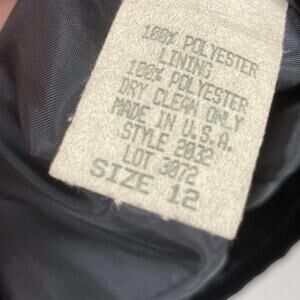 100% POLYESTER
LINING
100% POLYESTER
DRY CLEAN ONLY
MADE IN U.S.A.
STYLE 2032
LOT 3072
SIZE 12